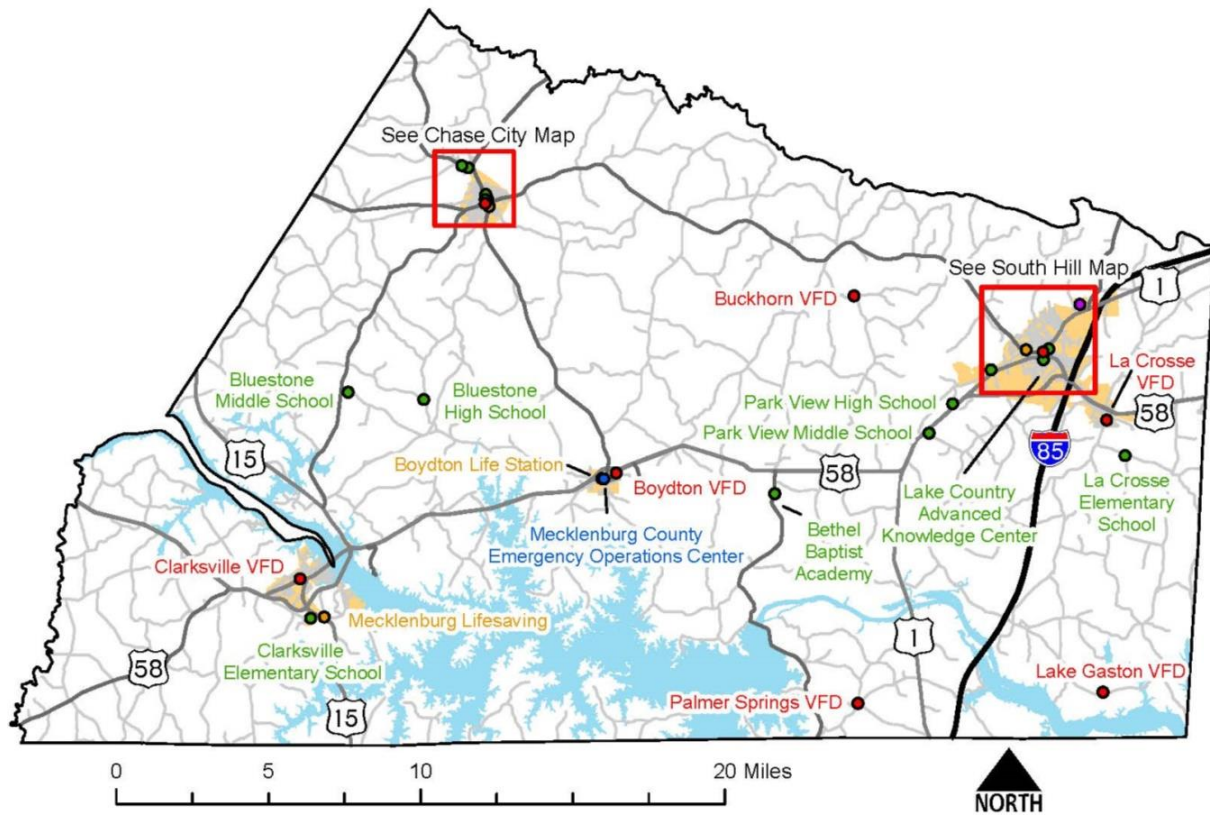 See Chase City Map
See South Hill Map
1
Buckhorn VFD
La Crosse
VFD
Bluestone
Middle School
Bluestone
High School
Park View High School
58
Park View Middle School
15
85
Boydton Life Station
58
Boydton VFD
La Crosse
Elementary
School
Lake Country
Advanced
Knowledge Center
Mecklenburg County
Emergency Operations Center
Bethel
Baptist
Academy
Clarksville VFD
Mecklenburg Lifesaving
1
Clarksville
Elementary School
58
Lake Gaston VFD
15
Palmer Springs VFD
0
5
10
20 Miles
NORTH